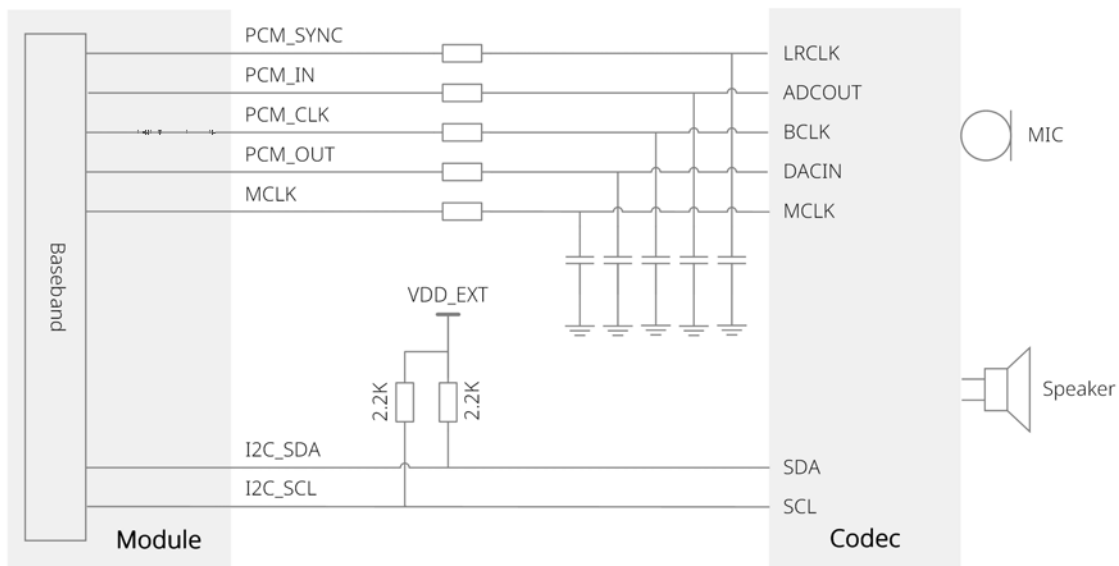 PCM_SYNC
LRCLK
PCM_IN
ADCOUT
PCM_CLK
BCLK
MIC
PCM_OUT
DACIN
MCLK
MCLK
Baseband
VDD_EXT
2.2K
2.2K
Speaker
I2C_SDA
SDA
I2C_SCL
SCL
Module
Codec